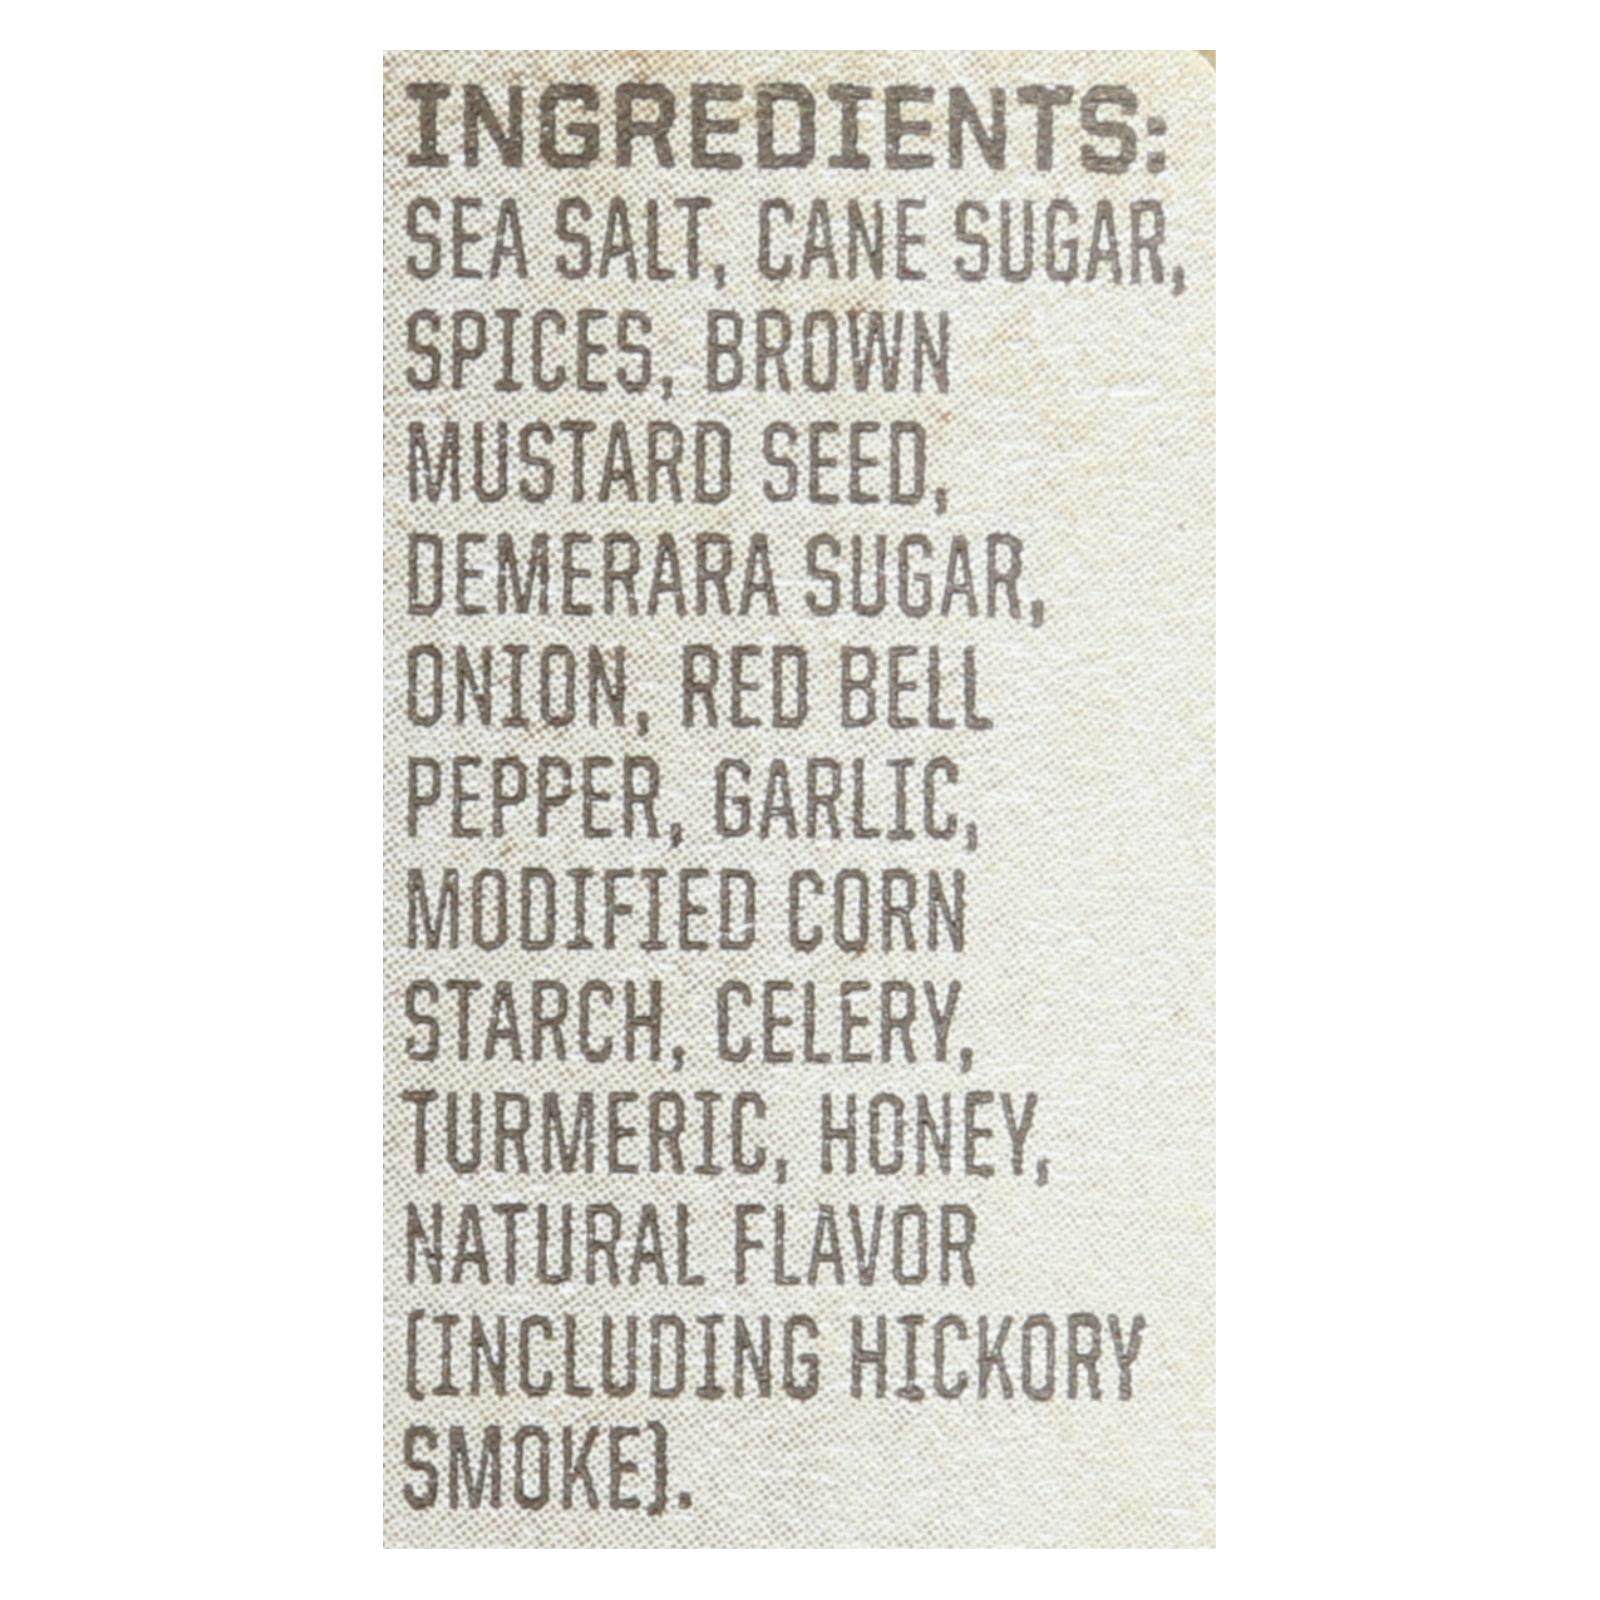 INGREDIENTS:
SEA SALT, CANE SUGAR,
SPICES, BROWN
MUSTARD SEED,
DEMERARA SUGAR,
ONION, RED BELL
PEPPER, GARLIC,
MODIFIED CORN
STARCH, CELERY,
TURMERIC, HONEY,
NATURAL FLAVOR
(INCLUDING HICKORY
SMOKE).